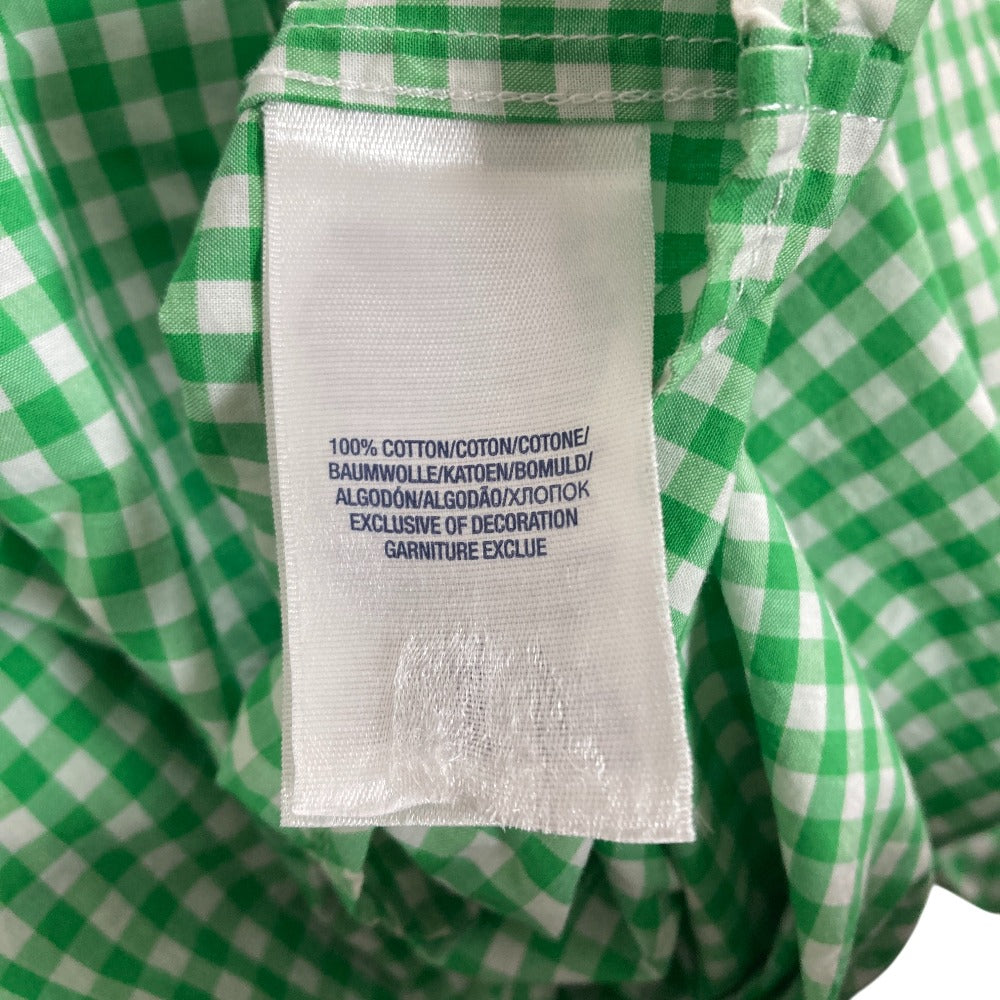 100% COTTON/COTON/COTONE/
BAUMWOLLE/KATOEN/BOMULD/
ALGODÓN/ALGODÃO/ХЛОПОК
EXCLUSIVE OF DECORATION
GARNITURE EXCLUE